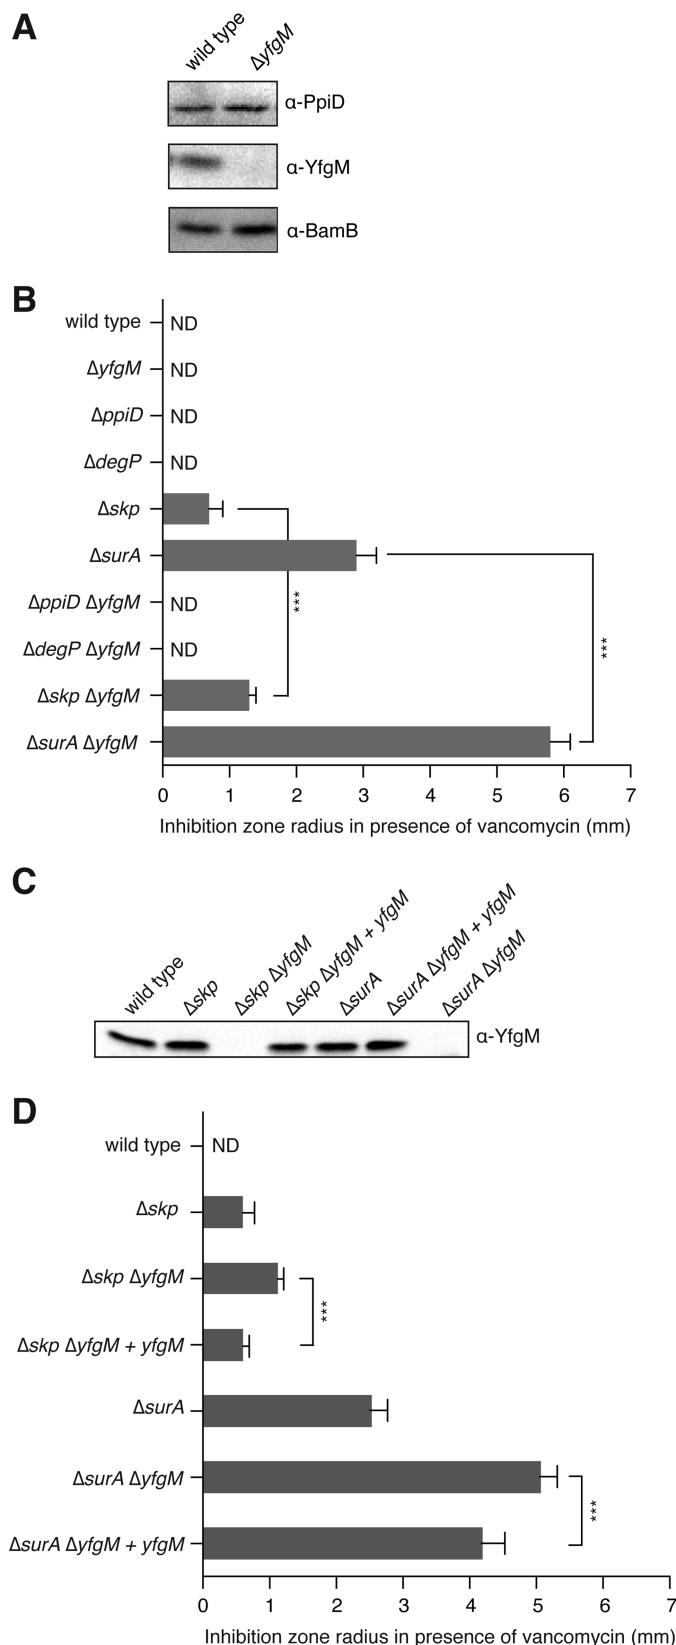 A
wild type
ΔyfgM
α-PpiD
α-YfgM
α-BamB
B
wild type ND
ΔyfgM ND
ΔppiD ND
ΔdegP ND
Δskp
ΔsurA
ΔppiD ΔyfgM ND
ΔdegP ΔyfgM ND
Δskp ΔyfgM
ΔsurA ΔyfgM
***
***
0 1 2 3 4 5 6 7
Inhibition zone radius in presence of vancomycin (mm)
C
wild type
Δskp
Δskp ΔyfgM
Δskp ΔyfgM + yfgM
ΔsurA
ΔsurA ΔyfgM + yfgM
ΔsurA ΔyfgM
α-YfgM
D
wild type ND
Δskp
Δskp ΔyfgM
***
Δskp ΔyfgM + yfgM
ΔsurA
ΔsurA ΔyfgM
***
ΔsurA ΔyfgM + yfgM
0 1 2 3 4 5 6 7
Inhibition zone radius in presence of vancomycin (mm)